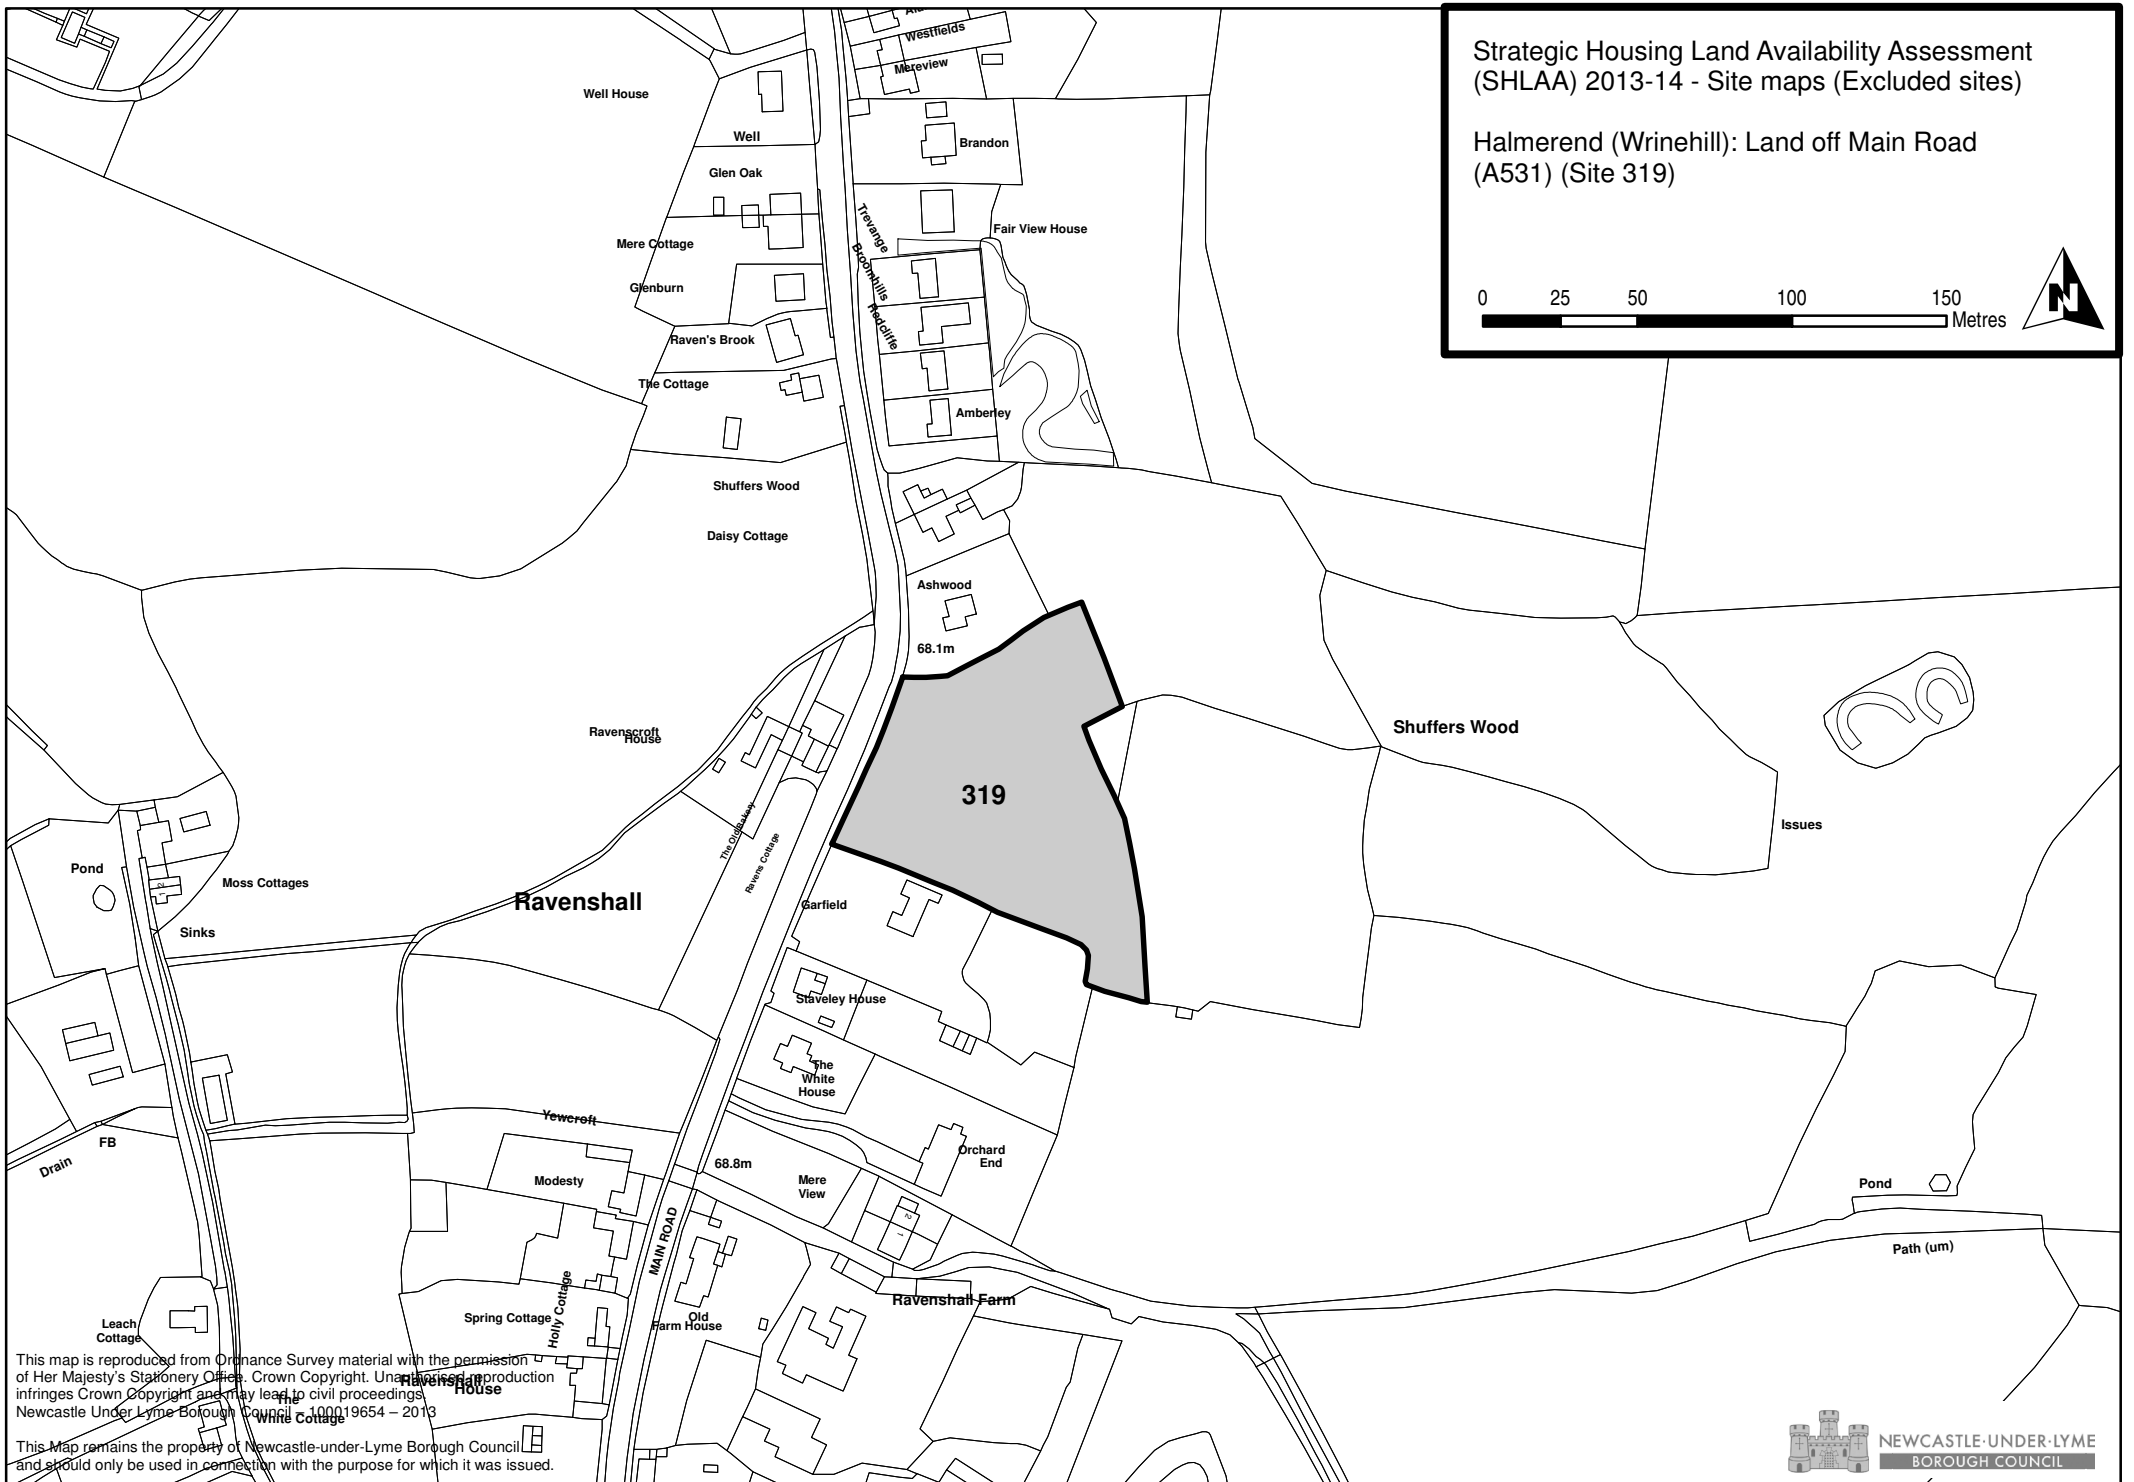 Strategic Housing Land Availability Assessment
(SHLAA) 2013-14 - Site maps (Excluded sites)
Halmerend (Wrinehill): Land off Main Road
(A531) (Site 319)
0 25 50 100 150
Metres
N
Westfields
Mereview
Well House
Well
Brandon
Glen Oak
Trevange
Fair View House
Mere Cottage
Broomhills
Glenburn
Redcliffe
Raven's Brook
The Cottage
Amberley
Shuffers Wood
Daisy Cottage
Ashwood
68.1m
Ravenscroft
House
Shuffers Wood
319
Issues
The Old Bakery
Ravens Cottage
Pond
Moss Cottages
1 2
Ravenshall
Garfield
Sinks
Staveley House
The
White
House
Yewcroft
FB
Drain
Orchard
End
68.8m
Modesty
Mere
View
Pond
2
1
MAIN ROAD
Path (um)
Ravenshall Farm
Holly Cottage
Spring Cottage
Old
Farm House
Leach
Cottage
Ravenshall
House
The
White Cottage
This map is reproduced from Ordnance Survey material with the permission
of Her Majesty's Stationery Office. Crown Copyright. Unauthorised reproduction
infringes Crown Copyright and may lead to civil proceedings.
Newcastle Under Lyme Borough Council – 100019654 – 2013
This Map remains the property of Newcastle-under-Lyme Borough Council
and should only be used in connection with the purpose for which it was issued.
NEWCASTLE·UNDER·LYME
BOROUGH COUNCIL